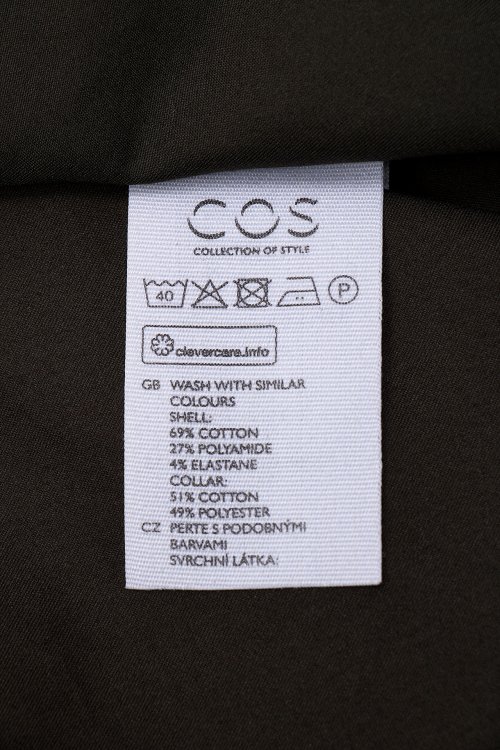 COS
COLLECTION OF STYLE
40 P
clevercare.info
GB WASH WITH SIMILAR
COLOURS
SHELL:
69% COTTON
27% POLYAMIDE
4% ELASTANE
COLLAR:
51% COTTON
49% POLYESTER
CZ PERTE S PODOBNÝMI
BARVAMI
SVRCHNÍ LÁTKA: